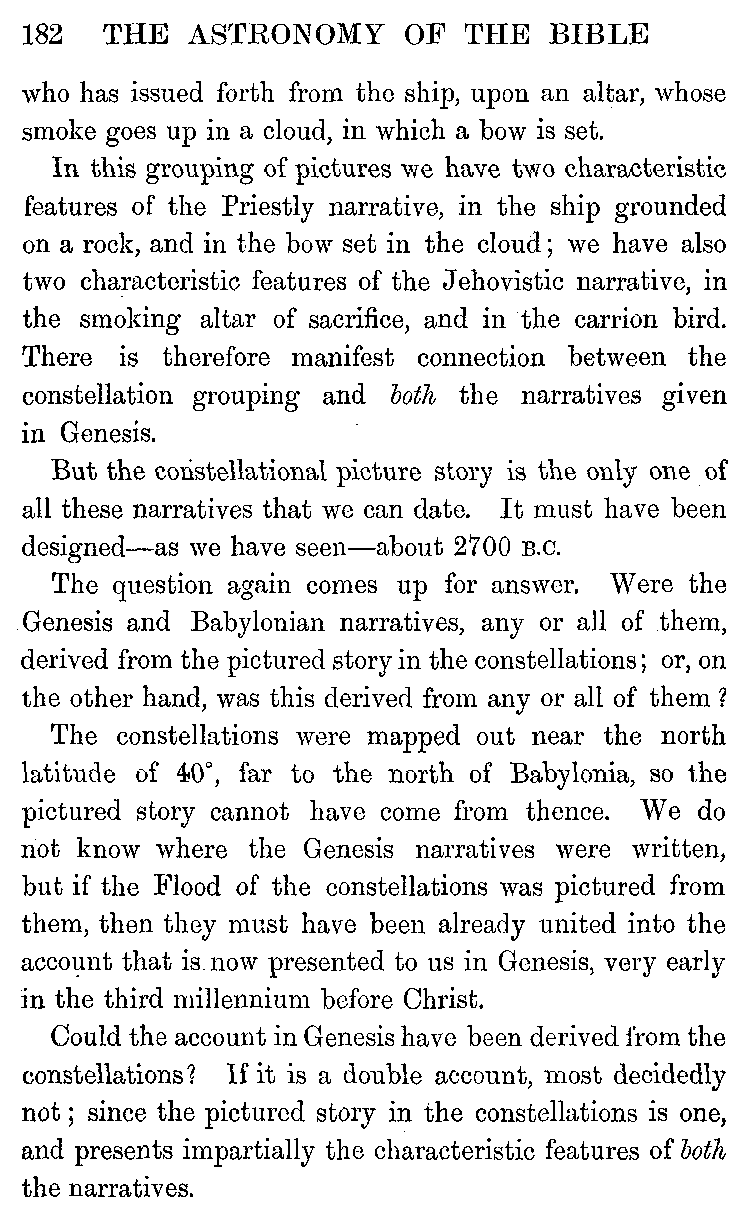 182 THE ASTRONOMY OF THE BIBLE
who has issued forth from the ship, upon an altar, whose
smoke goes up in a cloud, in which a bow is set.
In this grouping of pictures we have two characteristic
features of the Priestly narrative, in the ship grounded
on a rock, and in the bow set in the cloud; we have also
two characteristic features of the Jehovistic narrative, in
the smoking altar of sacrifice, and in the carrion bird.
There is therefore manifest connection between the
constellation grouping and both the narratives given
in Genesis.
But the constellational picture story is the only one of
all these narratives that we can date. It must have been
designed—as we have seen—about 2700 B.C.
The question again comes up for answer. Were the
Genesis and Babylonian narratives, any or all of them,
derived from the pictured story in the constellations; or, on
the other hand, was this derived from any or all of them?
The constellations were mapped out near the north
latitude of 40°, far to the north of Babylonia, so the
pictured story cannot have come from thence. We do
not know where the Genesis narratives were written,
but if the Flood of the constellations was pictured from
them, then they must have been already united into the
account that is now presented to us in Genesis, very early
in the third millennium before Christ.
Could the account in Genesis have been derived from the
constellations? If it is a double account, most decidedly
not; since the pictured story in the constellations is one,
and presents impartially the characteristic features of both
the narratives.